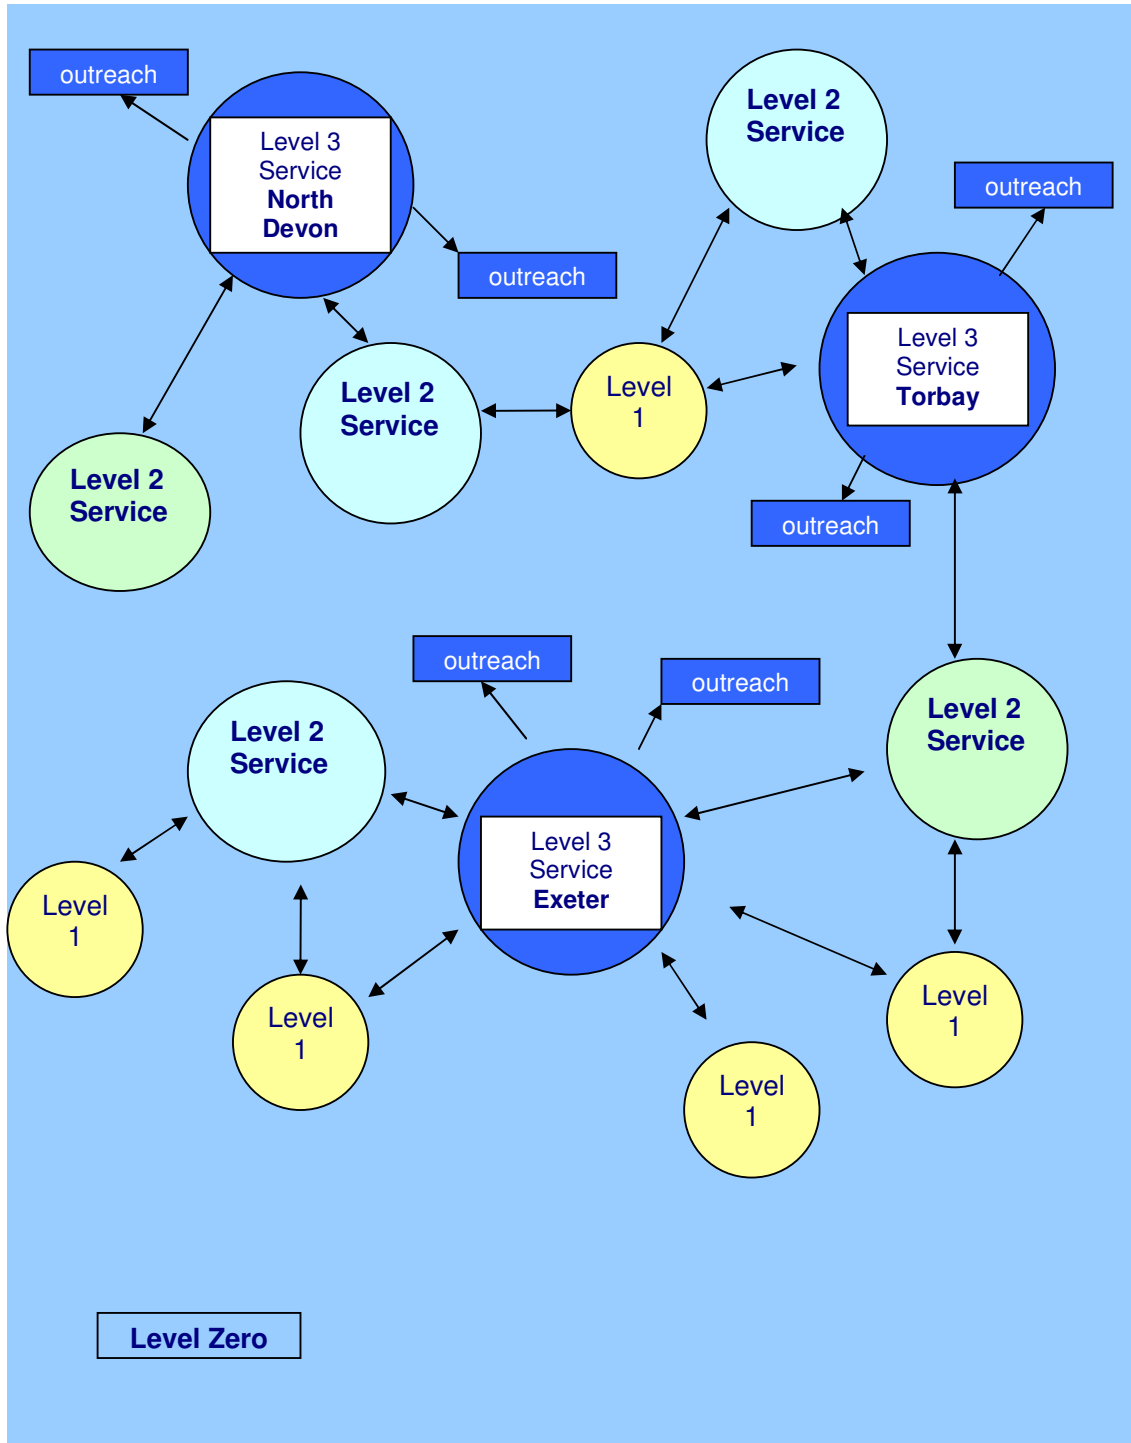 outreach
Level 3
Service
North
Devon
outreach
Level 2
Service
outreach
Level 3
Service
Torbay
Level 2
Service
Level
1
Level 2
Service
outreach
outreach
outreach
Level 2
Service
Level 2
Service
Level 3
Service
Exeter
Level
1
Level
1
Level
1
Level
1
Level Zero